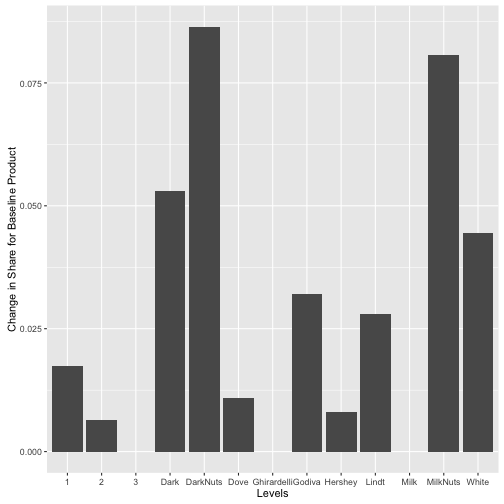 Change in Share for Baseline Product
0.075
0.050
0.025
0.000
1 2 3 Dark DarkNuts Dove Ghirardelli Godiva Hershey Lindt Milk MilkNuts White
Levels